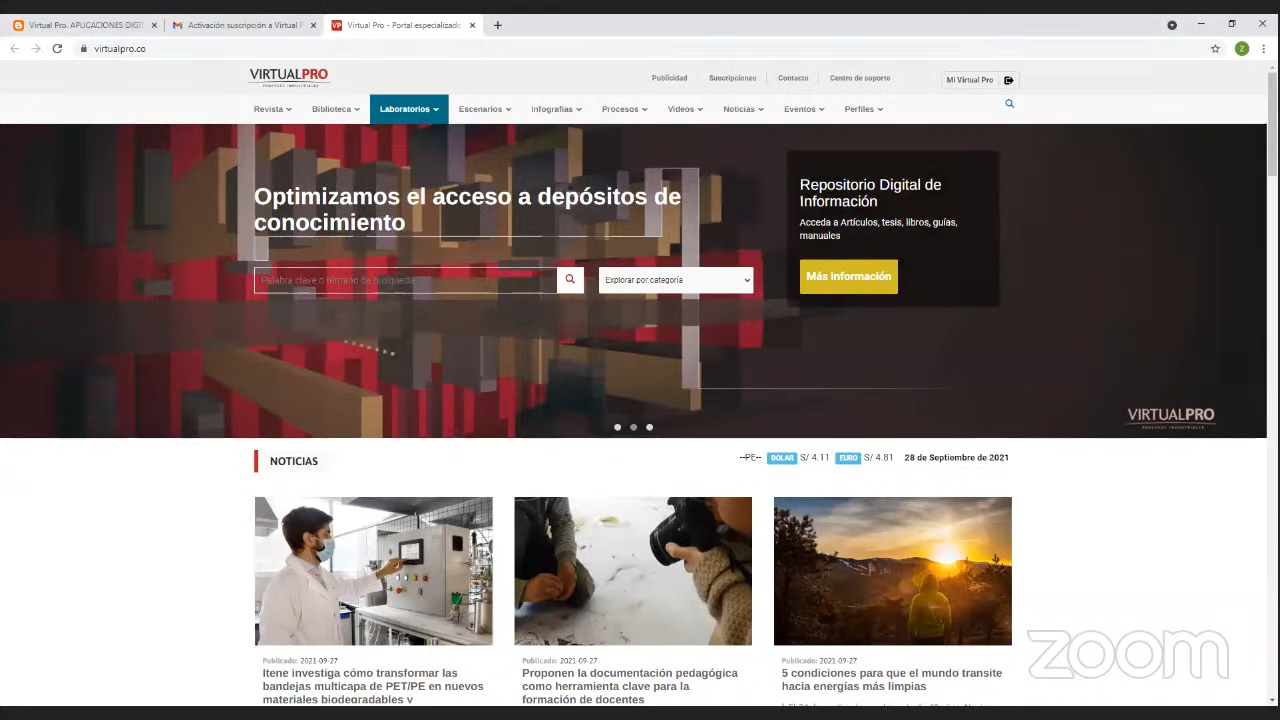 Virtual Pro. APLICACIONES DIGIT
Activación suscripción a Virtual P
VP
Virtual Pro - Portal especializado
virtualpro.co
Z
VIRTUALPRO
PROCESOS INDUSTRIALES
Publicidad
Suscripciones
Contacto
Centro de soporte
Mi Virtual Pro
Revista
Biblioteca
Laboratorios
Escenarios
Infografías
Procesos
Videos
Noticias
Eventos
Perfiles
Optimizamos el acceso a depósitos de
conocimiento
Palabra clave o término de búsqueda
Explorar por categoría
Repositorio Digital de
Información
Acceda a Artículos, tesis, libros, guías,
manuales
Más información
VIRTUALPRO
PROCESOS INDUSTRIALES
NOTICIAS
--PE-- DOLAR S/ 4.11 EURO S/ 4.81 28 de Septiembre de 2021
Publicado: 2021-09-27
Itene investiga cómo transformar las
bandejas multicapa de PET/PE en nuevos
materiales biodegradables y
Publicado: 2021-09-27
Proponen la documentación pedagógica
como herramienta clave para la
formación de docentes
Publicado: 2021-09-27
5 condiciones para que el mundo transite
hacia energías más limpias
zoom